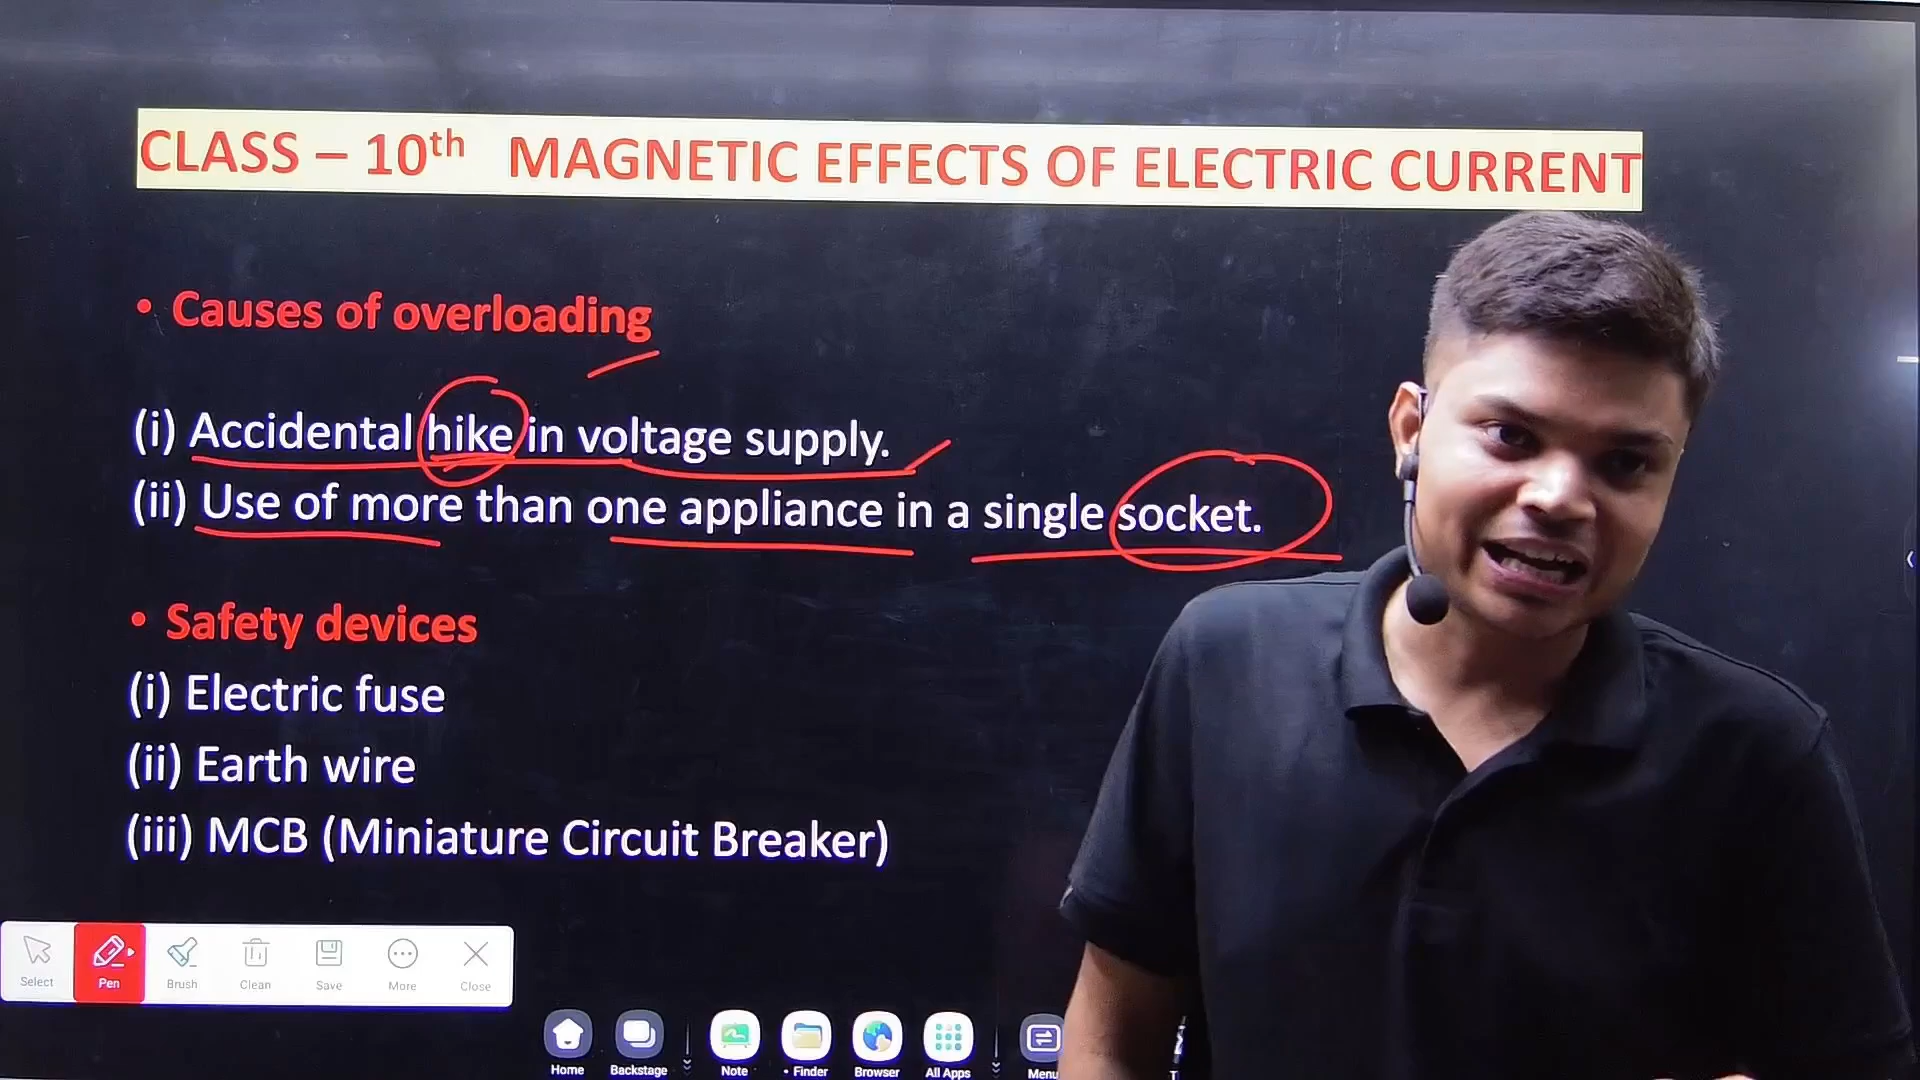 CLASS – 10th MAGNETIC EFFECTS OF ELECTRIC CURRENT
• Causes of overloading
(i) Accidental hike in voltage supply.
(ii) Use of more than one appliance in a single socket.
• Safety devices
(i) Electric fuse
(ii) Earth wire
(iii) MCB (Miniature Circuit Breaker)
Select Pen Brush Clean Save More Close
Home Backstage Note • Finder Browser All Apps Menu